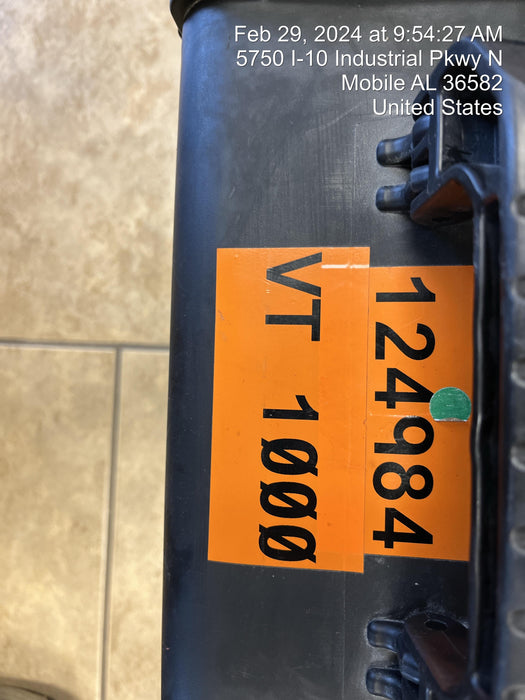 Feb 29, 2024 at 9:54:27 AM
5750 I-10 Industrial Pkwy N
Mobile AL 36582
United States
124984
VT 1000